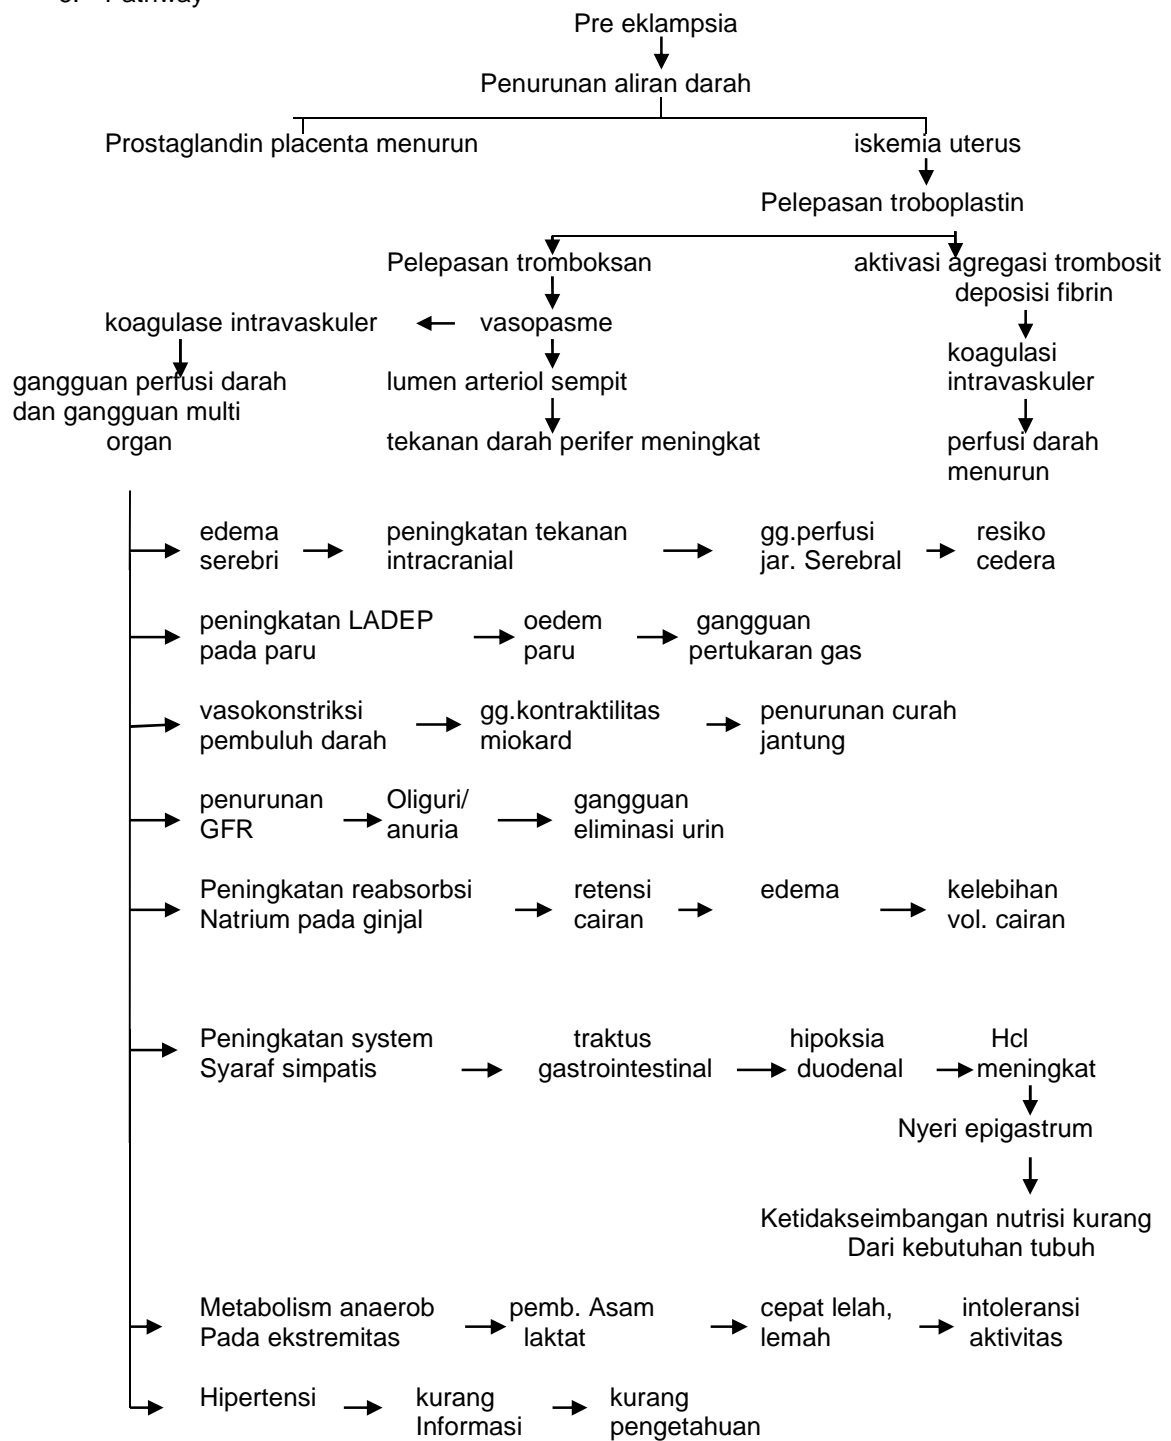 Pathway
Pre eklampsia
Penurunan aliran darah
Prostaglandin placenta menurun
iskemia uterus
Pelepasan troboplastin
Pelepasan tromboksan
aktivasi agregasi trombosit
deposisi fibrin
koagulase intravaskuler
vasopasme
koagulasi
intravaskuler
gangguan perfusi darah
dan gangguan multi
organ
lumen arteriol sempit
tekanan darah perifer meningkat
perfusi darah
menurun
edema
serebri
peningkatan tekanan
intracranial
gg.perfusi
jar. Serebral
resiko
cedera
peningkatan LADEP
pada paru
oedem
paru
gangguan
pertukaran gas
vasokonstriksi
pembuluh darah
gg.kontraktilitas
miokard
penurunan curah
jantung
penurunan
GFR
Oliguri/
anuria
gangguan
eliminasi urin
Peningkatan reabsorbsi
Natrium pada ginjal
retensi
cairan
edema
kelebihan
vol. cairan
Peningkatan system
Syaraf simpatis
traktus
gastrointestinal
hipoksia
duodenal
Hcl
meningkat
Nyeri epigastrum
Ketidakseimbangan nutrisi kurang
Dari kebutuhan tubuh
Metabolism anaerob
Pada ekstremitas
pemb. Asam
laktat
cepat lelah,
lemah
intoleransi
aktivitas
Hipertensi
kurang
Informasi
kurang
pengetahuan